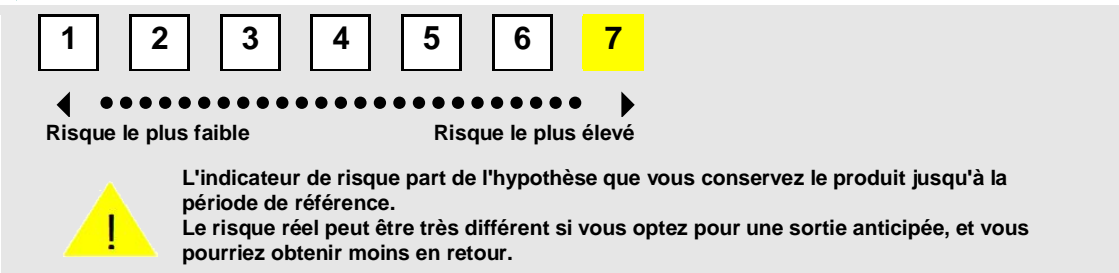 1 2 3 4 5 6 7
Risque le plus faible Risque le plus élevé
L'indicateur de risque part de l'hypothèse que vous conservez le produit jusqu'à la
période de référence.
Le risque réel peut être très différent si vous optez pour une sortie anticipée, et vous
pourriez obtenir moins en retour.
!